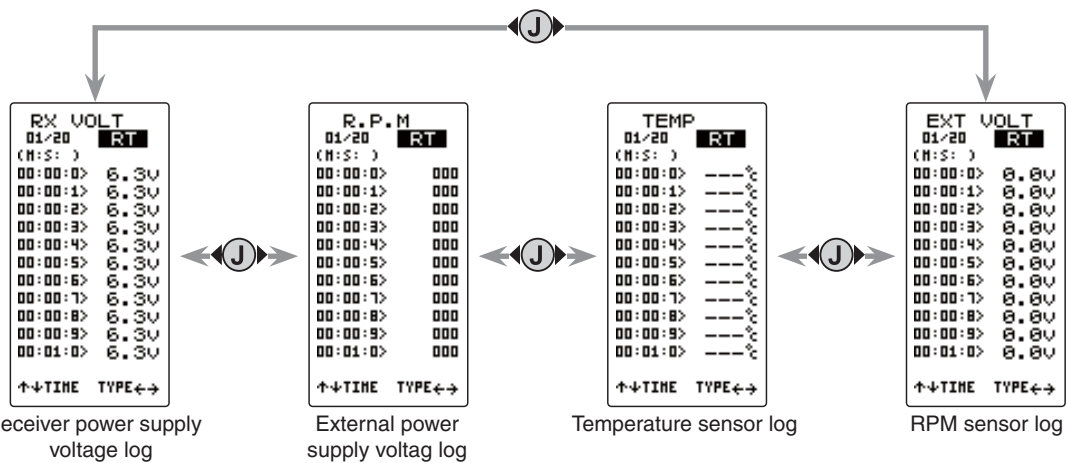 J
RX VOLT
01/20 RT
(M:S: )
00:00:0> 6.3V
00:00:1> 6.3V
00:00:2> 6.3V
00:00:3> 6.3V
00:00:4> 6.3V
00:00:5> 6.3V
00:00:6> 6.3V
00:00:7> 6.3V
00:00:8> 6.3V
00:00:9> 6.3V
00:01:0> 6.3V
↑↓TIME TYPE←→
eceiver power supply
voltage log
J
R.P.M
01/20 RT
(M:S: )
00:00:0> 000
00:00:1> 000
00:00:2> 000
00:00:3> 000
00:00:4> 000
00:00:5> 000
00:00:6> 000
00:00:7> 000
00:00:8> 000
00:00:9> 000
00:01:0> 000
↑↓TIME TYPE←→
External power
supply voltag log
J
TEMP
01/20 RT
(M:S: )
00:00:0> ---°c
00:00:1> ---°c
00:00:2> ---°c
00:00:3> ---°c
00:00:4> ---°c
00:00:5> ---°c
00:00:6> ---°c
00:00:7> ---°c
00:00:8> ---°c
00:00:9> ---°c
00:01:0> ---°c
↑↓TIME TYPE←→
Temperature sensor log
J
EXT VOLT
01/20 RT
(M:S: )
00:00:0> 0.0V
00:00:1> 0.0V
00:00:2> 0.0V
00:00:3> 0.0V
00:00:4> 0.0V
00:00:5> 0.0V
00:00:6> 0.0V
00:00:7> 0.0V
00:00:8> 0.0V
00:00:9> 0.0V
00:01:0> 0.0V
↑↓TIME TYPE←→
RPM sensor log